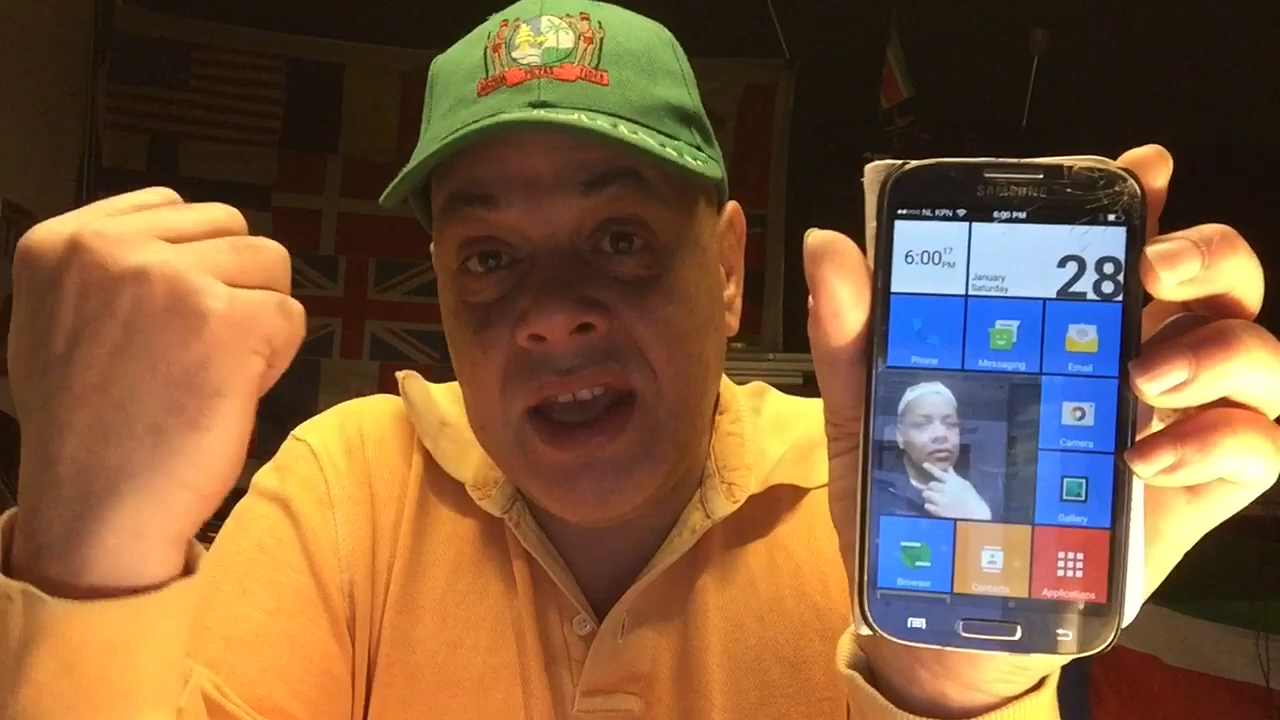 SAMSUNG
NL KPN 6:00 PM
6:00 17 PM
January
Saturday
28
Phone
Messaging
Email
Camera
Gallery
Browser
Contacts
Applications